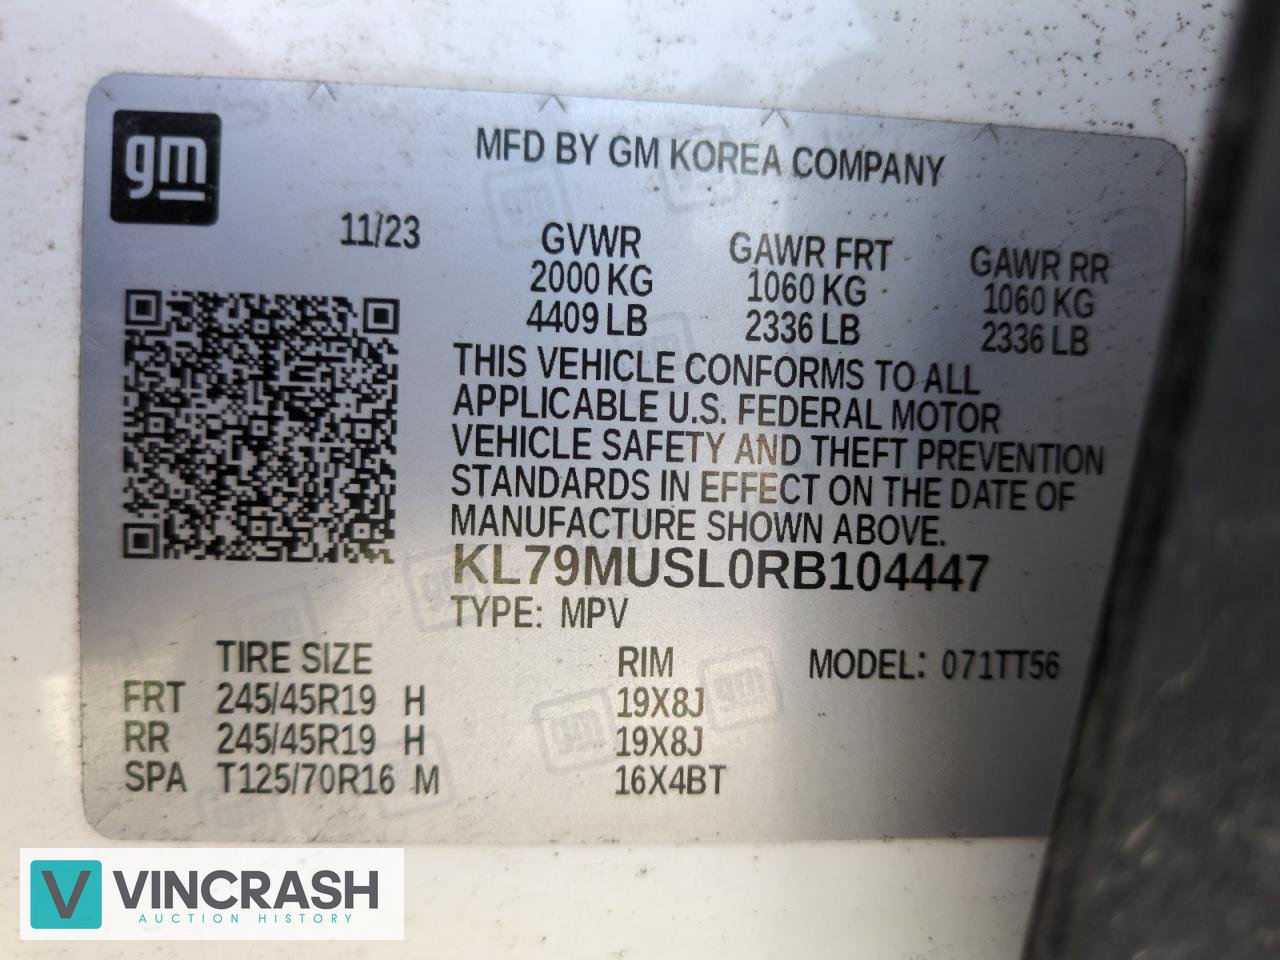 gm
MFD BY GM KOREA COMPANY
11/23
GVWR GAWR FRT GAWR RR
2000 KG 1060 KG 1060 KG
4409 LB 2336 LB 2336 LB
THIS VEHICLE CONFORMS TO ALL
APPLICABLE U.S. FEDERAL MOTOR
VEHICLE SAFETY AND THEFT PREVENTION
STANDARDS IN EFFECT ON THE DATE OF
MANUFACTURE SHOWN ABOVE.
KL79MUSL0RB104447
TYPE: MPV
TIRE SIZE RIM MODEL: 071TT56
FRT 245/45R19 H 19X8J
RR 245/45R19 H 19X8J
SPA T125/70R16 M 16X4BT
gm
gm
V VINCRASH
AUCTION HISTORY